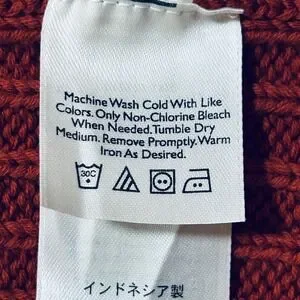 Machine Wash Cold With Like
Colors. Only Non-Chlorine Bleach
When Needed. Tumble Dry
Medium. Remove Promptly. Warm
Iron As Desired.
30C
インドネシア製